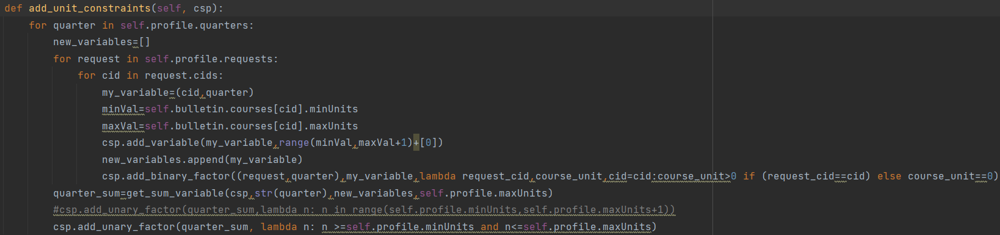 def add_unit_constraints(self, csp):
    for quarter in self.profile.quarters:
        new_variables=[]
        for request in self.profile.requests:
            for cid in request.cids:
                my_variable=(cid,quarter)
                minVal=self.bulletin.courses[cid].minUnits
                maxVal=self.bulletin.courses[cid].maxUnits
                csp.add_variable(my_variable,range(minVal,maxVal+1)+[0])
                new_variables.append(my_variable)
                csp.add_binary_factor((request,quarter),my_variable,lambda request_cid,course_unit,cid=cid:course_unit>0 if (request_cid==cid) else course_unit==0)
        quarter_sum=get_sum_variable(csp,str(quarter),new_variables,self.profile.maxUnits)
        #csp.add_unary_factor(quarter_sum,lambda n: n in range(self.profile.minUnits,self.profile.maxUnits+1))
        csp.add_unary_factor(quarter_sum, lambda n: n >=self.profile.minUnits and n<=self.profile.maxUnits)